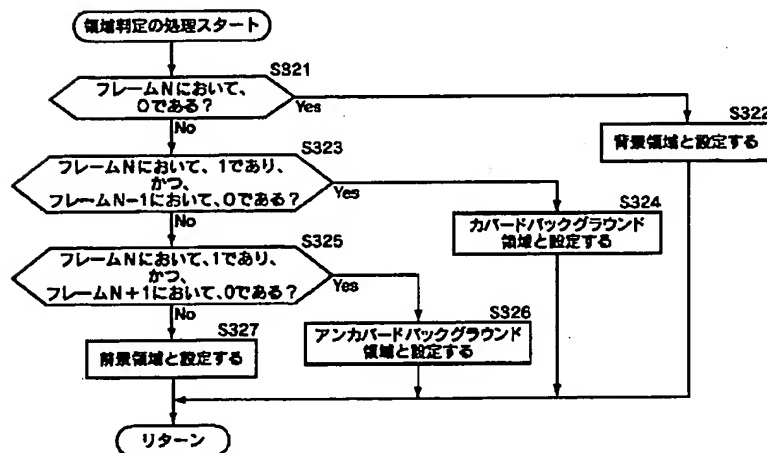 領域判定の処理スタート
S321
フレームNにおいて、
0である?
Yes
No
S322
背景領域と設定する
S323
フレームNにおいて、1であり、
かつ、
フレームN-1において、0である?
Yes
No
S324
カバードバックグラウンド
領域と設定する
S325
フレームNにおいて、1であり、
かつ、
フレームN+1において、0である?
Yes
No
S326
アンカバードバックグラウンド
領域と設定する
S327
前景領域と設定する
リターン